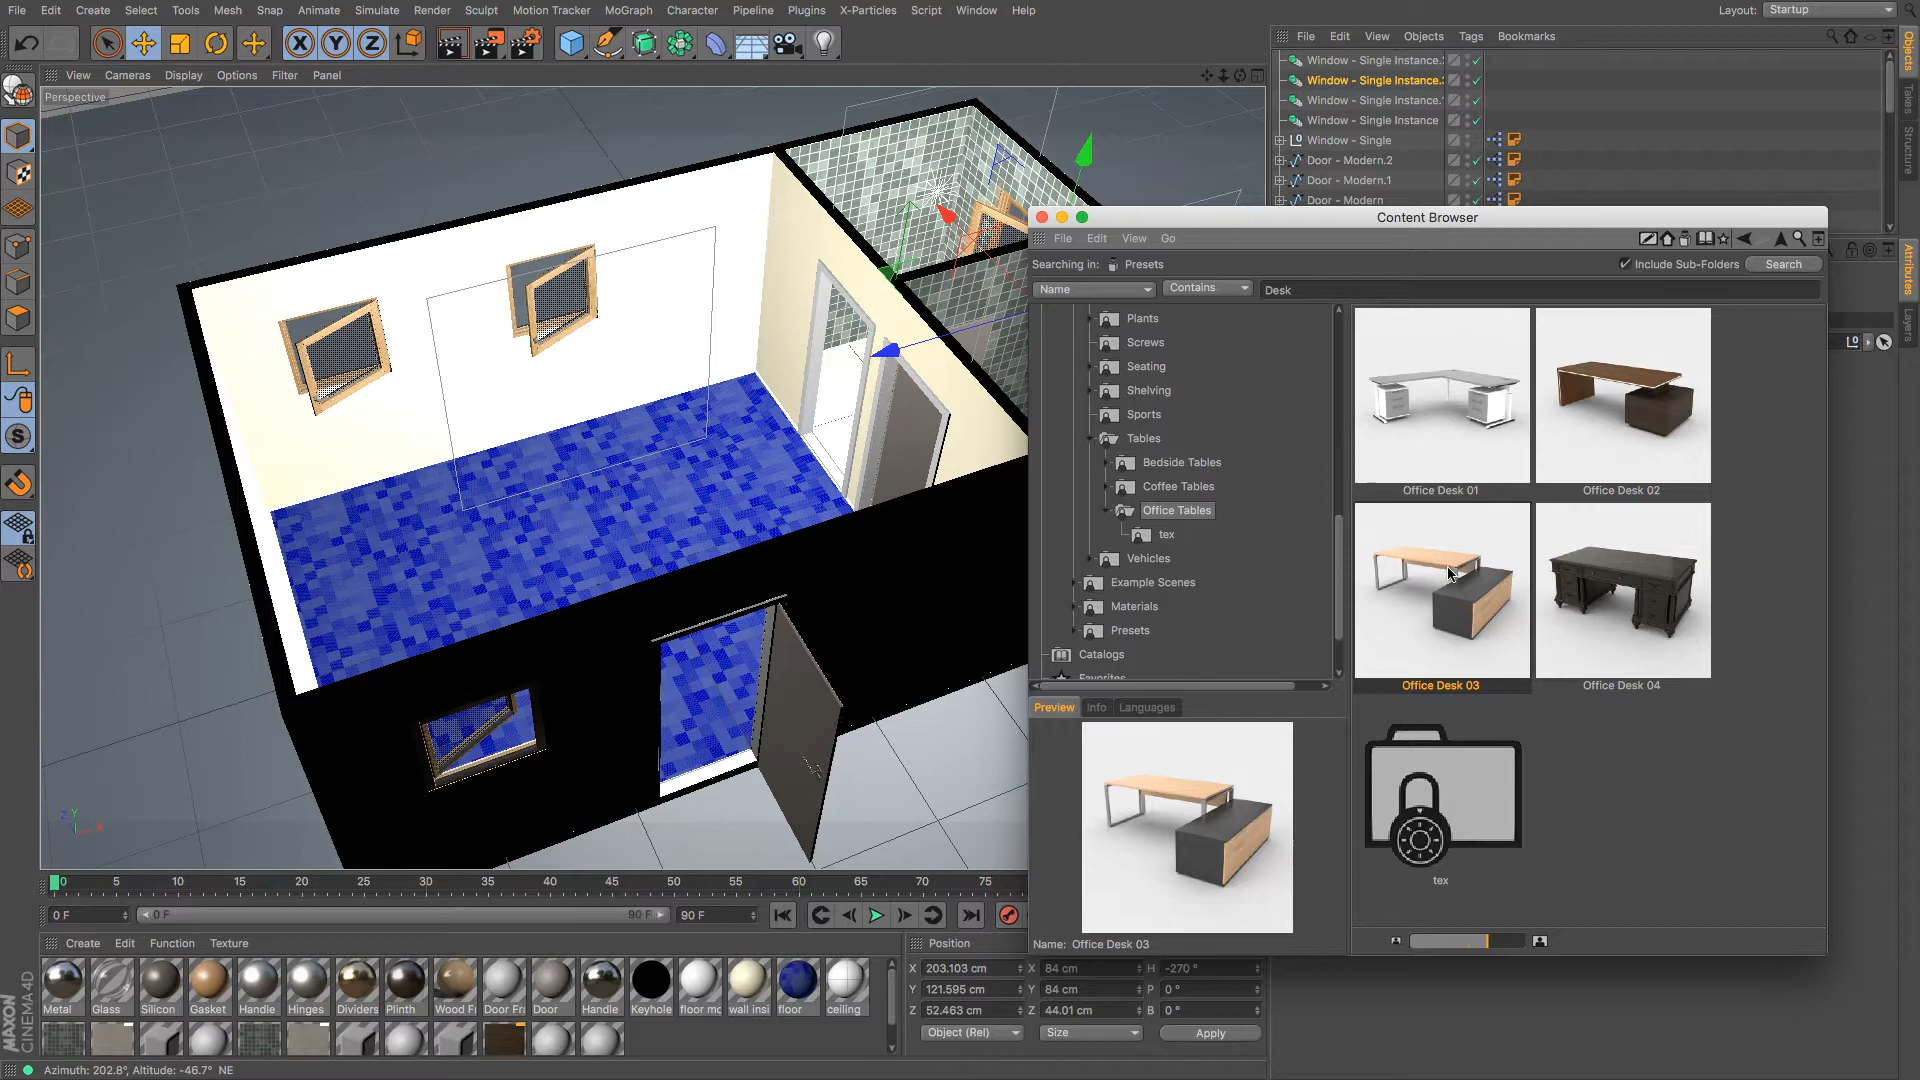 File Edit Create Select Tools Mesh Snap Animate Simulate Render Sculpt Motion Tracker MoGraph Character Pipeline Plugins X-Particles Script Window Help Layout: Startup
X Y Z
File Edit View Objects Tags Bookmarks
View Cameras Display Options Filter Panel
Perspective
Window - Single Instance.
Window - Single Instance.
Window - Single Instance.
Window - Single Instance
Window - Single
Door - Modern.2
Door - Modern.1
Door - Modern
Objects
Takes
Structure
Attributes
Layers
Content Browser
File Edit View Go
Searching in: Presets Include Sub-Folders Search
Name Contains Desk
Plants
Screws
Seating
Shelving
Sports
Tables
Bedside Tables
Coffee Tables
Office Tables
tex
Vehicles
Example Scenes
Materials
Presets
Catalogs
Favorites
Office Desk 01 Office Desk 02
Office Desk 03 Office Desk 04
tex
Preview Info Languages
Name: Office Desk 03
Z Y X
0 5 10 15 20 25 30 35 40 45 50 55 60 65 70 75
0 F 0 F 90 F 90 F
Create Edit Function Texture
Metal Glass Silicon Gasket Handle Hinges Dividers Plinth Wood F Door Fr Door Handle Keyhole floor mo wall insi floor ceiling
Position
X 203.103 cm X 84 cm H -270 °
Y 121.595 cm Y 84 cm P 0 °
Z 52.463 cm Z 44.01 cm B 0 °
Object (Rel) Size Apply
MAXON
CINEMA 4D
Azimuth: 202.8°, Altitude: -46.7° NE